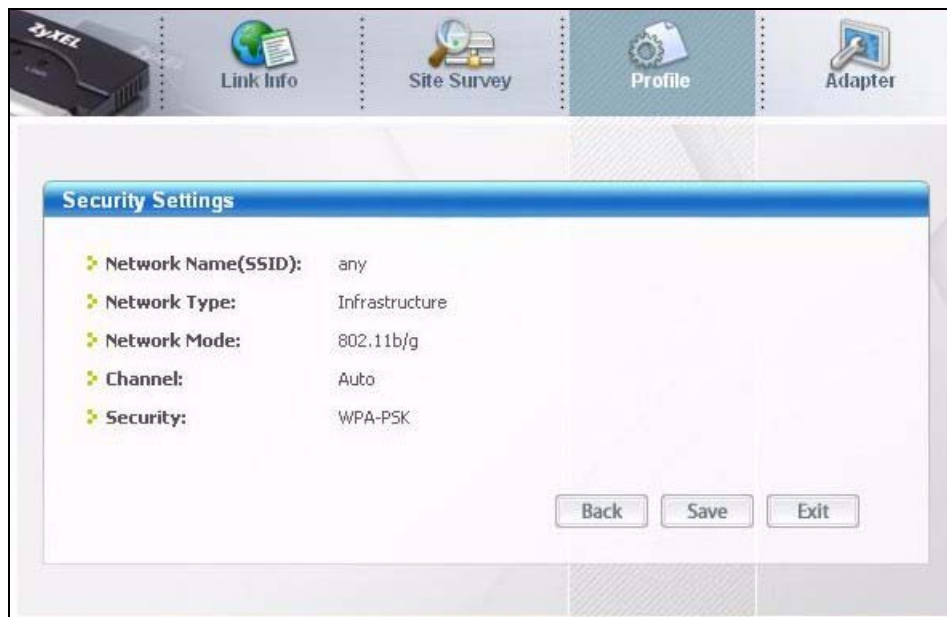 ZyXEL
Link Info
Site Survey
Profile
Adapter
Security Settings
Network Name(SSID): any
Network Type: Infrastructure
Network Mode: 802.11b/g
Channel: Auto
Security: WPA-PSK
Back Save Exit